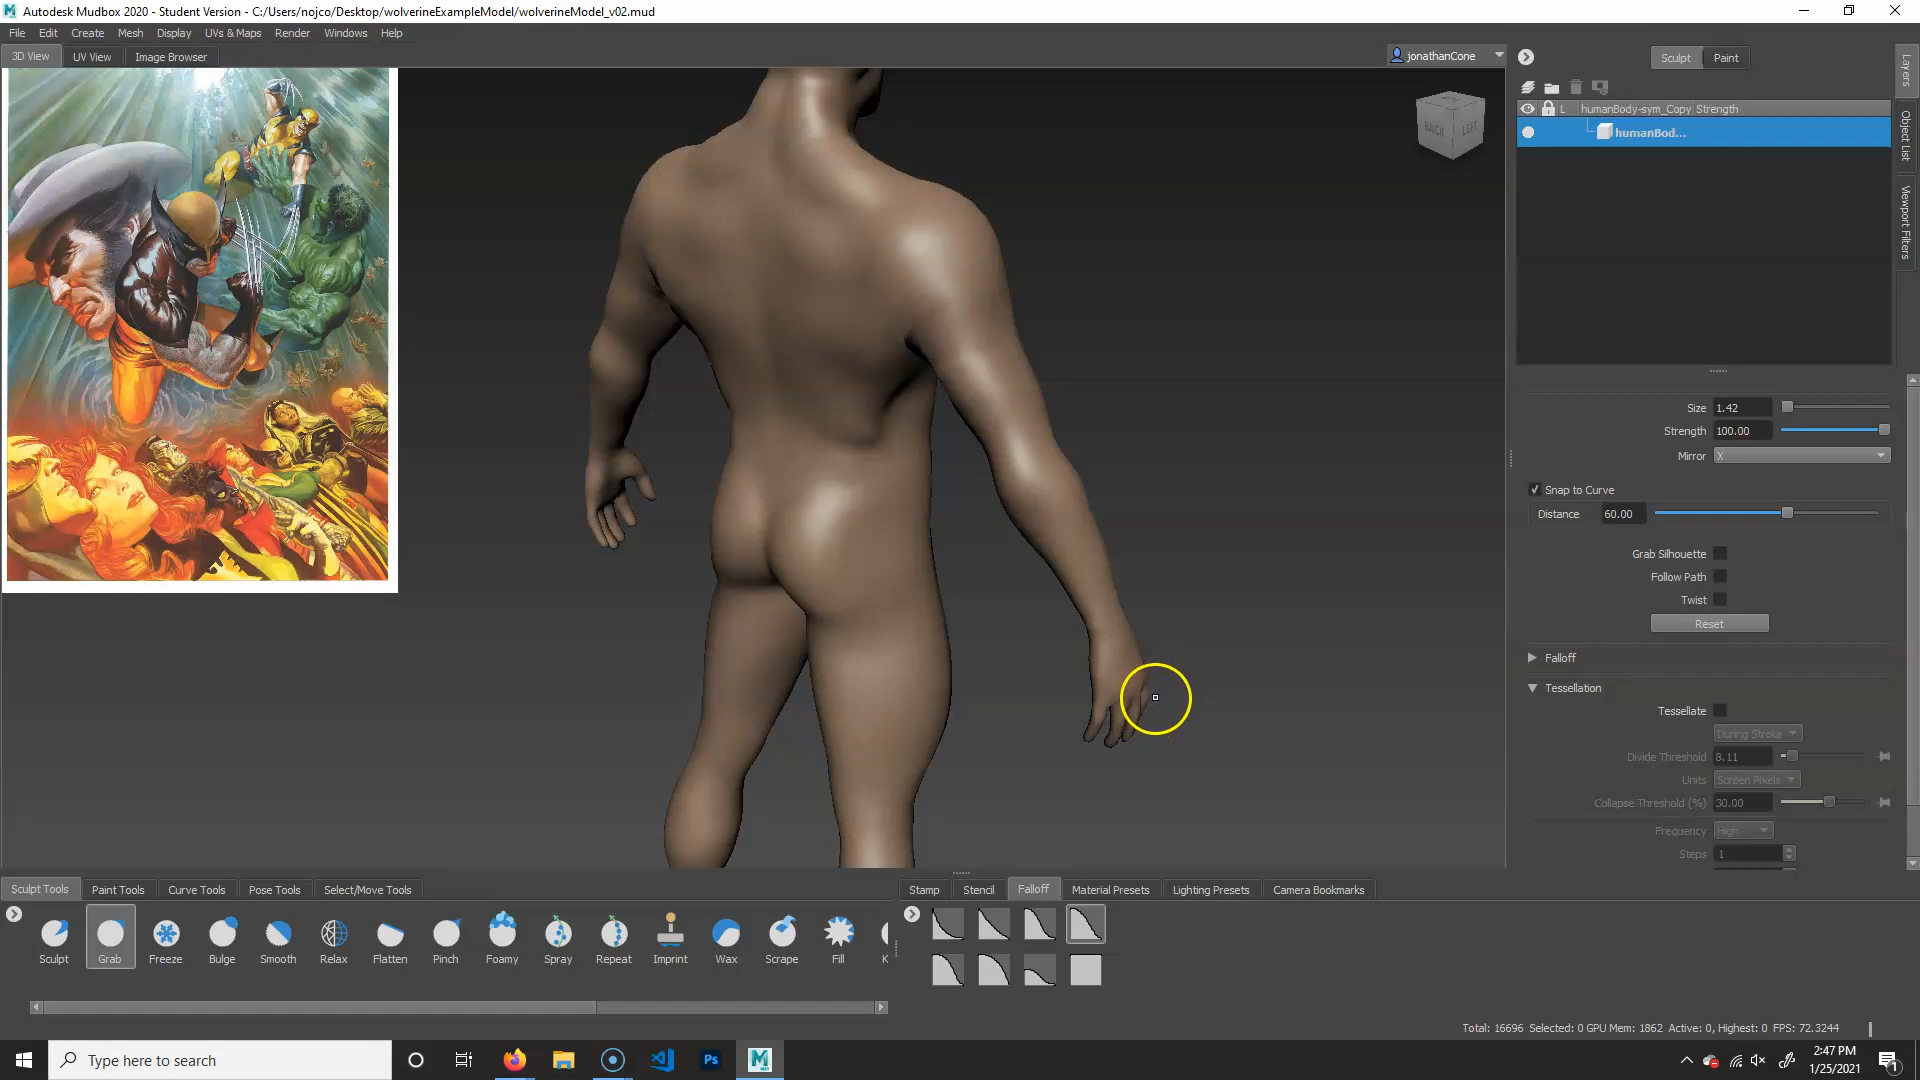 Autodesk Mudbox 2020 - Student Version - C:/Users/nojco/Desktop/wolverineExampleModel/wolverineModel_v02.mud
File Edit Create Mesh Display UVs & Maps Render Windows Help
3D View UV View Image Browser
jonathanCone
Sculpt Paint
Layers
Object List
Viewport Filters
L humanBody-sym_Copy Strength
humanBod...
BACK LEFT
Size 1.42
Strength 100.00
Mirror X
Snap to Curve
Distance 60.00
Grab Silhouette
Follow Path
Twist
Reset
Falloff
Tessellation
Tessellate
During Stroke
Divide Threshold 8.11
Units Screen Pixels
Collapse Threshold (%) 30.00
Frequency High
Steps 1
Sculpt Tools Paint Tools Curve Tools Pose Tools Select/Move Tools
Stamp Stencil Falloff Material Presets Lighting Presets Camera Bookmarks
Sculpt Grab Freeze Bulge Smooth Relax Flatten Pinch Foamy Spray Repeat Imprint Wax Scrape Fill K
Total: 16696 Selected: 0 GPU Mem: 1862 Active: 0, Highest: 0 FPS: 72.3244
Type here to search
Ps
M
2:47 PM
1/25/2021
1